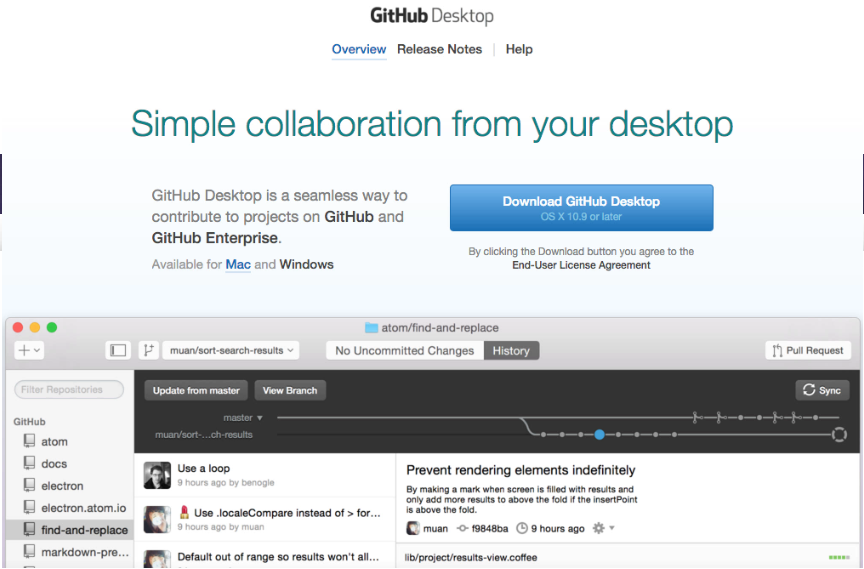 GitHub Desktop
Overview Release Notes Help
Simple collaboration from your desktop
GitHub Desktop is a seamless way to
contribute to projects on GitHub and
GitHub Enterprise.
Available for Mac and Windows
Download GitHub Desktop
OS X 10.9 or later
By clicking the Download button you agree to the
End-User License Agreement
atom/find-and-replace
muan/sort-search-results
No Uncommitted Changes History
Pull Request
Filter Repositories
GitHub
atom
docs
electron
electron.atom.io
find-and-replace
markdown-pre...
Update from master View Branch
Sync
master
muan/sort-...ch-results
Use a loop
9 hours ago by benogle
Use .localeCompare instead of > for...
9 hours ago by muan
Default out of range so results won't all...
Prevent rendering elements indefinitely
By making a mark when screen is filled with results and
only add more results to above the fold if the insertPoint
is above the fold.
muan f9848ba 9 hours ago
lib/project/results-view.coffee